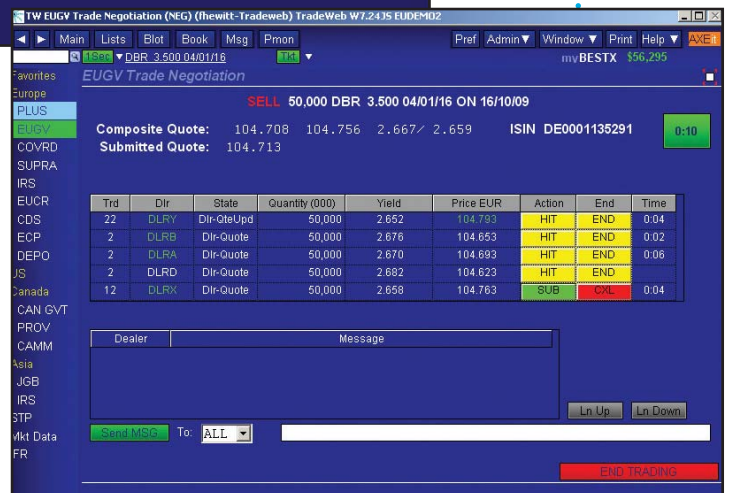 TW EUGV Trade Negotiation (NEG) (fhewitt-Tradeweb) TradeWeb W7.24J5 EUDEMO2
Main Lists Blot Book Msg Pmon Pref Admin▼ Window ▼ Print Help ▼ AXE
1Sec ▼ DBR 3.500 04/01/16 Tkt ▼ myBESTX $56,295
Favorites
Europe
PLUS
EUGV
COVRD
SUPRA
IRS
EUCR
CDS
ECP
DEPO
US
Canada
CAN GVT
PROV
CAMM
Asia
JGB
IRS
STP
Mkt Data
FR
EUGV Trade Negotiation
SELL 50,000 DBR 3.500 04/01/16 ON 16/10/09
Composite Quote: 104.708 104.756 2.667/ 2.659 ISIN DE0001135291 0:10
Submitted Quote: 104.713
Trd Dlr State Quantity (000) Yield Price EUR Action End Time
22 DLRY Dlr-QteUpd 50,000 2.652 104.793 HIT END 0:04
2 DLRB Dlr-Quote 50,000 2.676 104.653 HIT END 0:02
2 DLRA Dlr-Quote 50,000 2.670 104.693 HIT END 0:06
2 DLRD Dlr-Quote 50,000 2.682 104.623 HIT END
12 DLRX Dlr-Quote 50,000 2.658 104.763 SUB CXL 0:04
Dealer Message
Ln Up Ln Down
Send MSG To: ALL
END TRADING